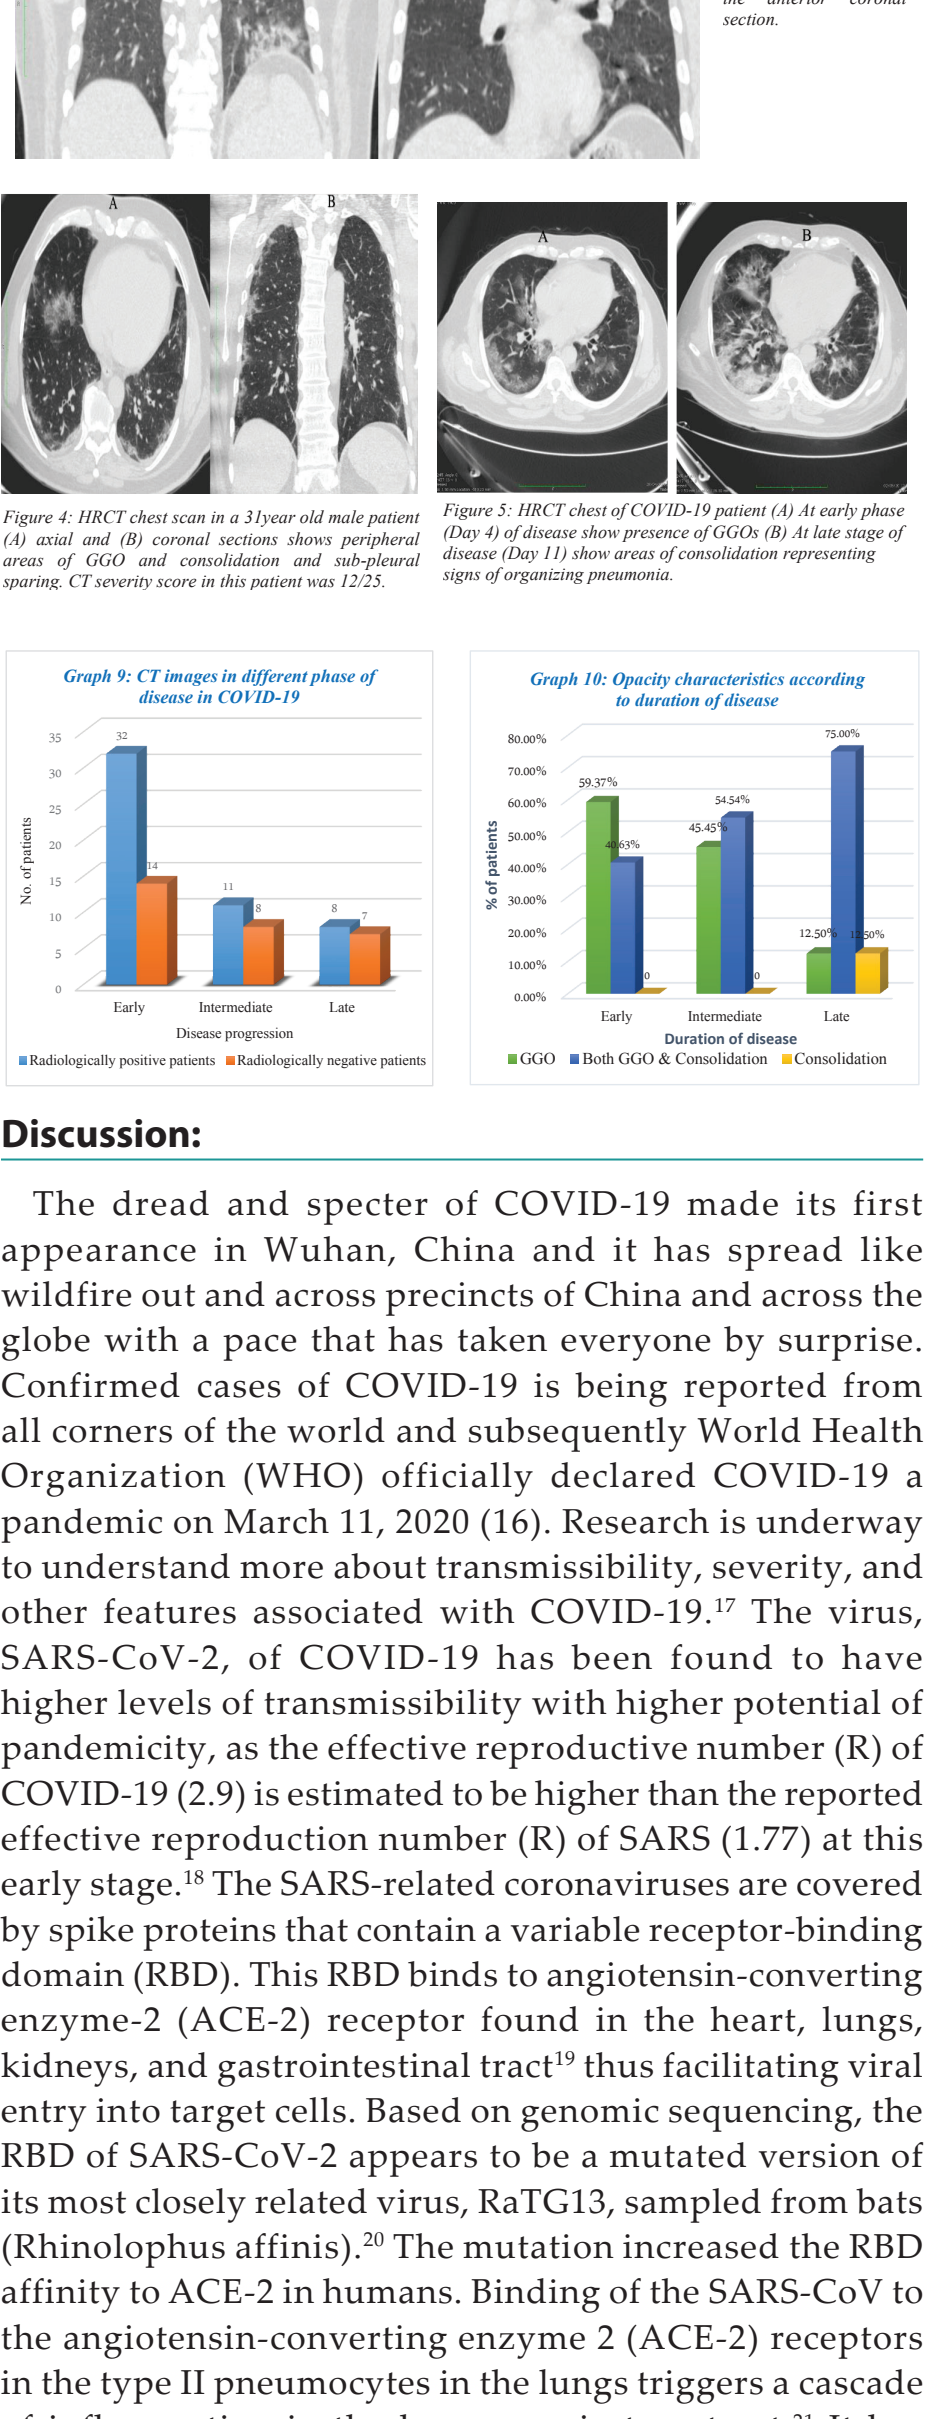 the anterior coronal
section.
A
B
A
B
Figure 4: HRCT chest scan in a 31year old male patient
(A) axial and (B) coronal sections shows peripheral
areas of GGO and consolidation and sub-pleural
sparing. CT severity score in this patient was 12/25.
Figure 5: HRCT chest of COVID-19 patient (A) At early phase
(Day 4) of disease show presence of GGOs (B) At late stage of
disease (Day 11) show areas of consolidation representing
signs of organizing pneumonia.
Graph 9: CT images in different phase of
disease in COVID-19
No. of patients
35
30
25
20
15
10
5
0
32
14
11
8
8
7
Early
Intermediate
Late
Disease progression
Radiologically positive patients
Radiologically negative patients
Graph 10: Opacity characteristics according
to duration of disease
% of patients
80.00%
70.00%
60.00%
50.00%
40.00%
30.00%
20.00%
10.00%
0.00%
59.37%
40.63%
0
45.45%
54.54%
0
12.50%
75.00%
12.50%
Early
Intermediate
Late
Duration of disease
GGO
Both GGO & Consolidation
Consolidation
Discussion:
The dread and specter of COVID-19 made its first
appearance in Wuhan, China and it has spread like
wildfire out and across precincts of China and across the
globe with a pace that has taken everyone by surprise.
Confirmed cases of COVID-19 is being reported from
all corners of the world and subsequently World Health
Organization (WHO) officially declared COVID-19 a
pandemic on March 11, 2020 (16). Research is underway
to understand more about transmissibility, severity, and
other features associated with COVID-19.17 The virus,
SARS-CoV-2, of COVID-19 has been found to have
higher levels of transmissibility with higher potential of
pandemicity, as the effective reproductive number (R) of
COVID-19 (2.9) is estimated to be higher than the reported
effective reproduction number (R) of SARS (1.77) at this
early stage.18 The SARS-related coronaviruses are covered
by spike proteins that contain a variable receptor-binding
domain (RBD). This RBD binds to angiotensin-converting
enzyme-2 (ACE-2) receptor found in the heart, lungs,
kidneys, and gastrointestinal tract19 thus facilitating viral
entry into target cells. Based on genomic sequencing, the
RBD of SARS-CoV-2 appears to be a mutated version of
its most closely related virus, RaTG13, sampled from bats
(Rhinolophus affinis).20 The mutation increased the RBD
affinity to ACE-2 in humans. Binding of the SARS-CoV to
the angiotensin-converting enzyme 2 (ACE-2) receptors
in the type II pneumocytes in the lungs triggers a cascade